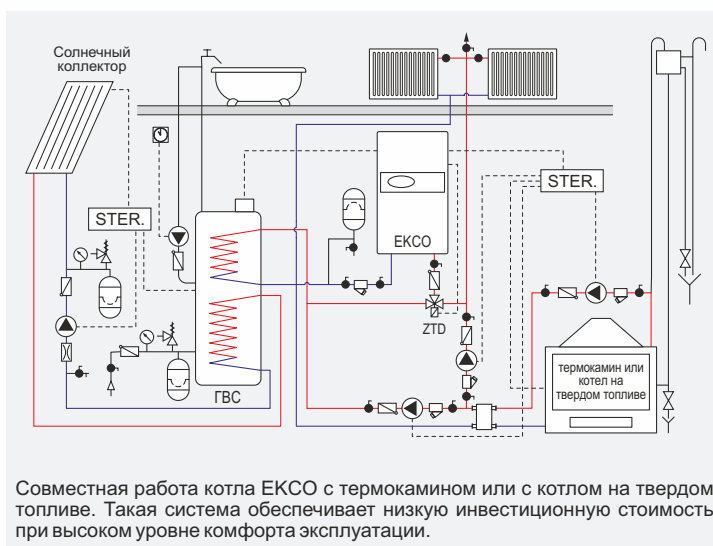 Солнечный
коллектор
STER.
EKCO
STER.
ZTD
ГВС
термокамин или
котел на
твердом топливе
Совместная работа котла EKCO с термокамином или с котлом на твердом
топливе. Такая система обеспечивает низкую инвестиционную стоимость
при высоком уровне комфорта эксплуатации.